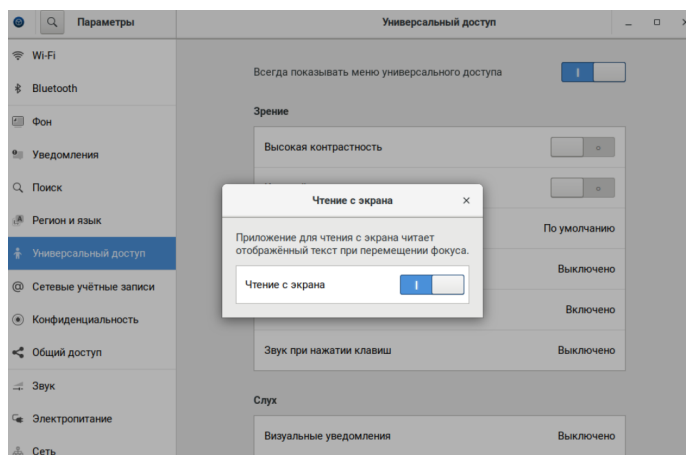 Параметры
Универсальный доступ
Wi-Fi
Bluetooth
Фон
Уведомления
Поиск
Регион и язык
Универсальный доступ
Сетевые учётные записи
Конфиденциальность
Общий доступ
Звук
Электропитание
Сеть
Всегда показывать меню универсального доступа
Зрение
Высокая контрастность
По умолчанию
Выключено
Включено
Звук при нажатии клавиш Выключено
Слух
Визуальные уведомления Выключено
Чтение с экрана
Приложение для чтения с экрана читает
отображённый текст при перемещении фокуса.
Чтение с экрана